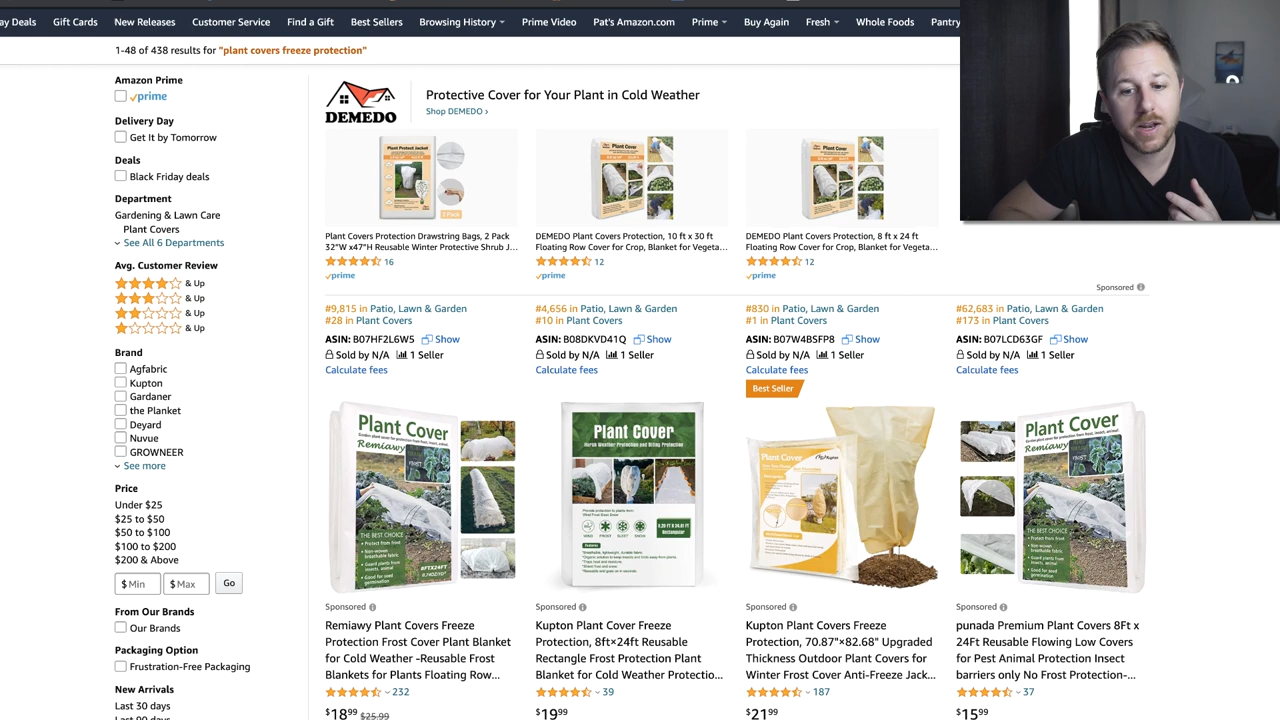 ay Deals Gift Cards New Releases Customer Service Find a Gift Best Sellers Browsing History Prime Video Pat's Amazon.com Prime Buy Again Fresh Whole Foods Pantry
1-48 of 438 results for "plant covers freeze protection"
Amazon Prime
prime
Delivery Day
Get It by Tomorrow
Deals
Black Friday deals
Department
Gardening & Lawn Care
Plant Covers
See All 6 Departments
Avg. Customer Review
& Up
& Up
& Up
& Up
Brand
Agfabric
Kupton
Gardaner
the Planket
Deyard
Nuvue
GROWNEER
See more
Price
Under $25
$25 to $50
$50 to $100
$100 to $200
$200 & Above
$ Min $ Max Go
From Our Brands
Our Brands
Packaging Option
Frustration-Free Packaging
New Arrivals
Last 30 days
Last 90 days
DEMEDO
Protective Cover for Your Plant in Cold Weather
Shop DEMEDO ›
Plant Protect Jacket
2 Pack
Plant Cover
Plant Cover
Plant Covers Protection Drawstring Bags, 2 Pack
32"W x47"H Reusable Winter Protective Shrub J...
16
prime
DEMEDO Plant Covers Protection, 10 ft x 30 ft
Floating Row Cover for Crop, Blanket for Vegeta...
12
prime
DEMEDO Plant Covers Protection, 8 ft x 24 ft
Floating Row Cover for Crop, Blanket for Vegeta...
12
prime
Sponsored
#9,815 in Patio, Lawn & Garden
#28 in Plant Covers
ASIN: B07HF2L6W5 Show
Sold by N/A 1 Seller
Calculate fees
Plant Cover
Remiawy
THE BEST CHOICE
Sponsored
Remiawy Plant Covers Freeze
Protection Frost Cover Plant Blanket
for Cold Weather -Reusable Frost
Blankets for Plants Floating Row...
232
$18 99 $25.99
#4,656 in Patio, Lawn & Garden
#10 in Plant Covers
ASIN: B08DKVD41Q Show
Sold by N/A 1 Seller
Calculate fees
Plant Cover
Sponsored
Kupton Plant Cover Freeze
Protection, 8ft×24ft Reusable
Rectangle Frost Protection Plant
Blanket for Cold Weather Protectio...
39
$19 99
#830 in Patio, Lawn & Garden
#1 in Plant Covers
ASIN: B07W4BSFP8 Show
Sold by N/A 1 Seller
Calculate fees
Best Seller
Plant Cover
Kupton
Sponsored
Kupton Plant Covers Freeze
Protection, 70.87"×82.68" Upgraded
Thickness Outdoor Plant Covers for
Winter Frost Cover Anti-Freeze Jack...
187
$21 99
#62,683 in Patio, Lawn & Garden
#173 in Plant Covers
ASIN: B07LCD63GF Show
Sold by N/A 1 Seller
Calculate fees
Plant Cover
Remiawy
THE BEST CHOICE
Sponsored
punada Premium Plant Covers 8Ft x
24Ft Reusable Flowing Low Covers
for Pest Animal Protection Insect
barriers only No Frost Protection-...
37
$15 99